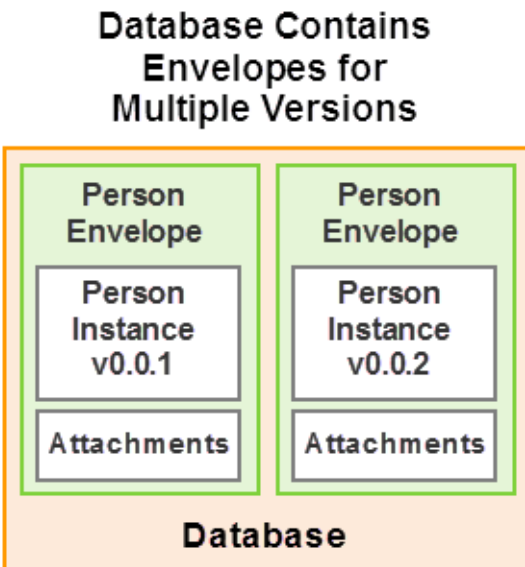 Database Contains
Envelopes for
Multiple Versions
Person
Envelope
Person
Instance
v0.0.1
Attachments
Person
Envelope
Person
Instance
v0.0.2
Attachments
Database